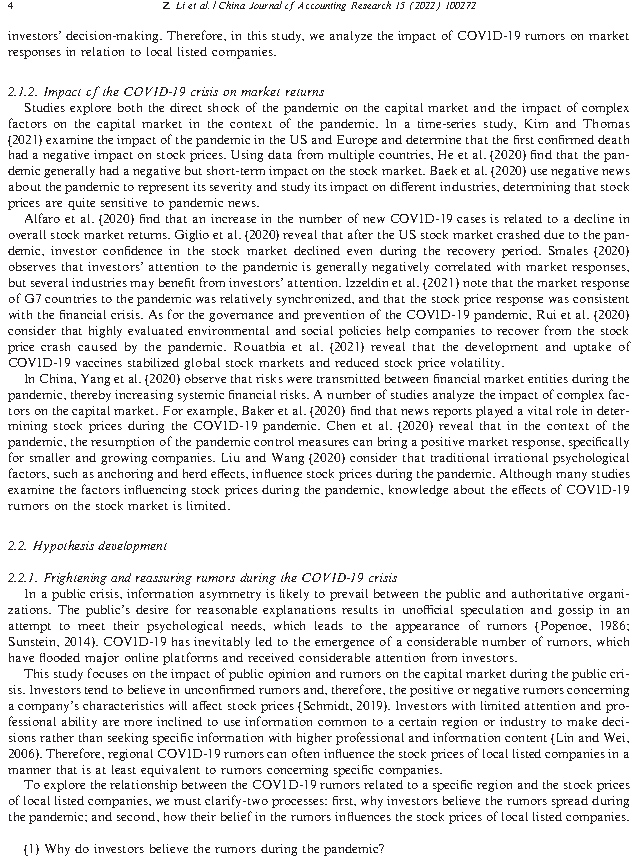 4
Z. Li et al. / China Journal of Accounting Research 15 (2022) 100272
investors' decision-making. Therefore, in this study, we analyze the impact of COVID-19 rumors on market
responses in relation to local listed companies.
2.1.2. Impact of the COVID-19 crisis on market returns
Studies explore both the direct shock of the pandemic on the capital market and the impact of complex
factors on the capital market in the context of the pandemic. In a time-series study, Kim and Thomas
(2021) examine the impact of the pandemic in the US and Europe and determine that the first confirmed death
had a negative impact on stock prices. Using data from multiple countries, He et al. (2020) find that the pan-
demic generally had a negative but short-term impact on the stock market. Baek et al. (2020) use negative news
about the pandemic to represent its severity and study its impact on different industries, determining that stock
prices are quite sensitive to pandemic news.
Alfaro et al. (2020) find that an increase in the number of new COVID-19 cases is related to a decline in
overall stock market returns. Giglio et al. (2020) reveal that after the US stock market crashed due to the pan-
demic, investor confidence in the stock market declined even during the recovery period. Smales (2020)
observes that investors' attention to the pandemic is generally negatively correlated with market responses,
but several industries may benefit from investors' attention. Izzeldin et al. (2021) note that the market response
of G7 countries to the pandemic was relatively synchronized, and that the stock price response was consistent
with the financial crisis. As for the governance and prevention of the COVID-19 pandemic, Rui et al. (2020)
consider that highly evaluated environmental and social policies help companies to recover from the stock
price crash caused by the pandemic. Rouatbia et al. (2021) reveal that the development and uptake of
COVID-19 vaccines stabilized global stock markets and reduced stock price volatility.
In China, Yang et al. (2020) observe that risks were transmitted between financial market entities during the
pandemic, thereby increasing systemic financial risks. A number of studies analyze the impact of complex fac-
tors on the capital market. For example, Baker et al. (2020) find that news reports played a vital role in deter-
mining stock prices during the COVID-19 pandemic. Chen et al. (2020) reveal that in the context of the
pandemic, the resumption of the pandemic control measures can bring a positive market response, specifically
for smaller and growing companies. Liu and Wang (2020) consider that traditional irrational psychological
factors, such as anchoring and herd effects, influence stock prices during the pandemic. Although many studies
examine the factors influencing stock prices during the pandemic, knowledge about the effects of COVID-19
rumors on the stock market is limited.
2.2. Hypothesis development
2.2.1. Frightening and reassuring rumors during the COVID-19 crisis
In a public crisis, information asymmetry is likely to prevail between the public and authoritative organi-
zations. The public's desire for reasonable explanations results in unofficial speculation and gossip in an
attempt to meet their psychological needs, which leads to the appearance of rumors (Popenoe, 1986;
Sunstein, 2014). COVID-19 has inevitably led to the emergence of a considerable number of rumors, which
have flooded major online platforms and received considerable attention from investors.
This study focuses on the impact of public opinion and rumors on the capital market during the public cri-
sis. Investors tend to believe in unconfirmed rumors and, therefore, the positive or negative rumors concerning
a company's characteristics will affect stock prices (Schmidt, 2019). Investors with limited attention and pro-
fessional ability are more inclined to use information common to a certain region or industry to make deci-
sions rather than seeking specific information with higher professional and information content (Lin and Wei,
2006). Therefore, regional COVID-19 rumors can often influence the stock prices of local listed companies in a
manner that is at least equivalent to rumors concerning specific companies.
To explore the relationship between the COVID-19 rumors related to a specific region and the stock prices
of local listed companies, we must clarify-two processes: first, why investors believe the rumors spread during
the pandemic; and second, how their belief in the rumors influences the stock prices of local listed companies.
(1) Why do investors believe the rumors during the pandemic?